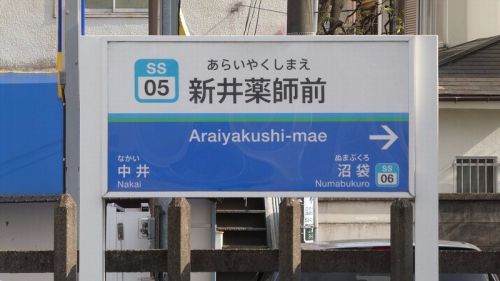 あらいやくしまえ
SS
05
新井薬師前
Araiyakushi-mae
なかい
中井
Nakai
ぬまぶくろ
沼袋
Numabukuro
SS
06